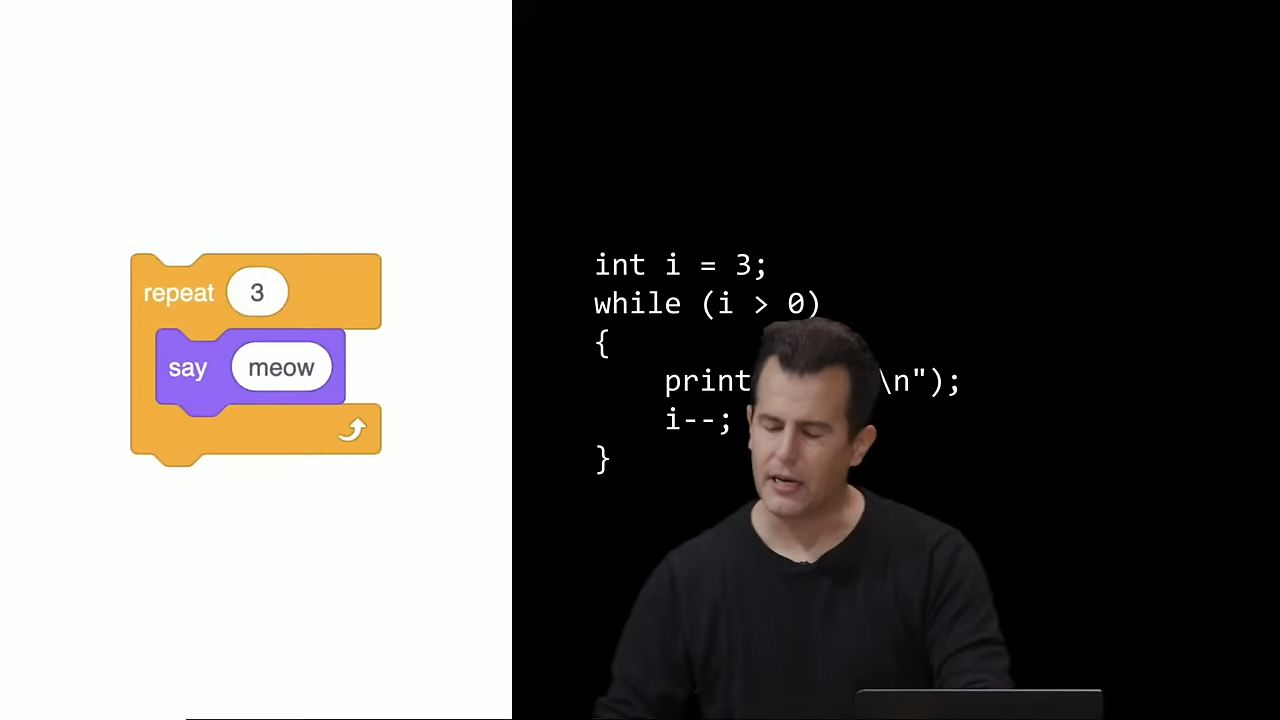 repeat 3
say meow
int i = 3;
while (i > 0)
{
print \n");
i--;
}